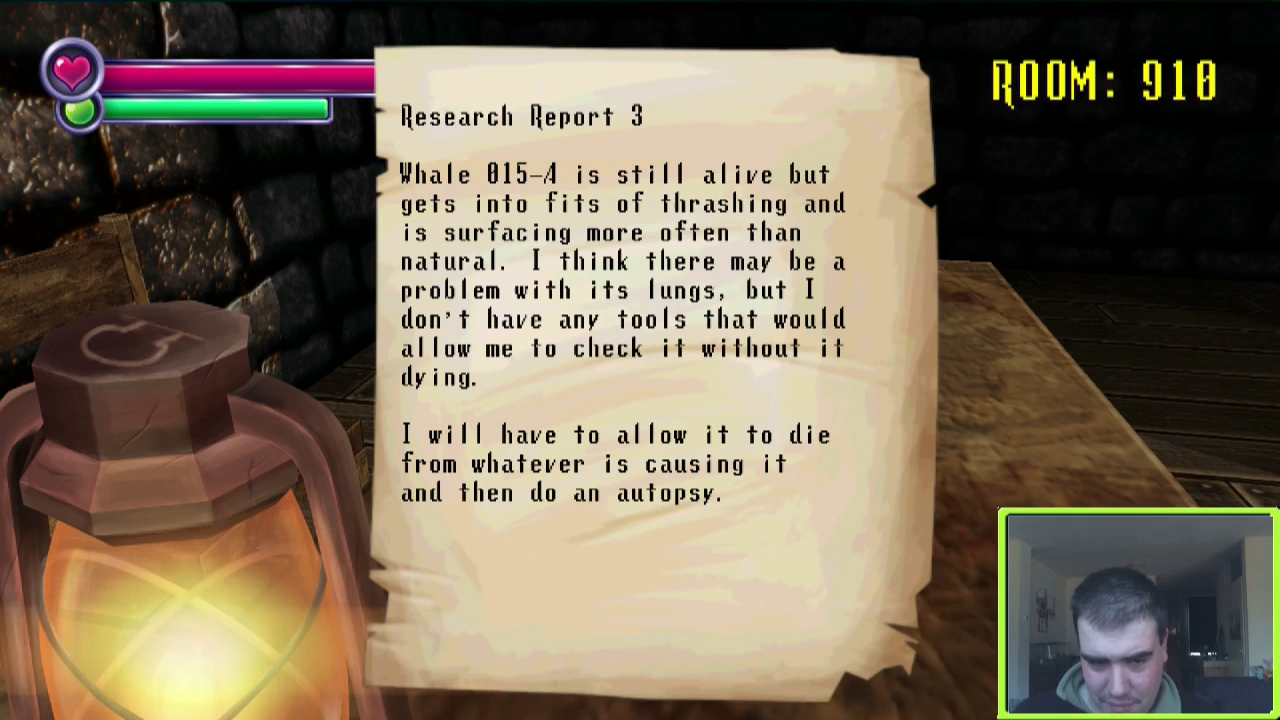 ROOM: 910
Research Report 3
Whale 015-4 is still alive but
gets into fits of thrashing and
is surfacing more often than
natural. I think there may be a
problem with its lungs, but I
don't have any tools that would
allow me to check it without it
dying.
I will have to allow it to die
from whatever is causing it
and then do an autopsy.